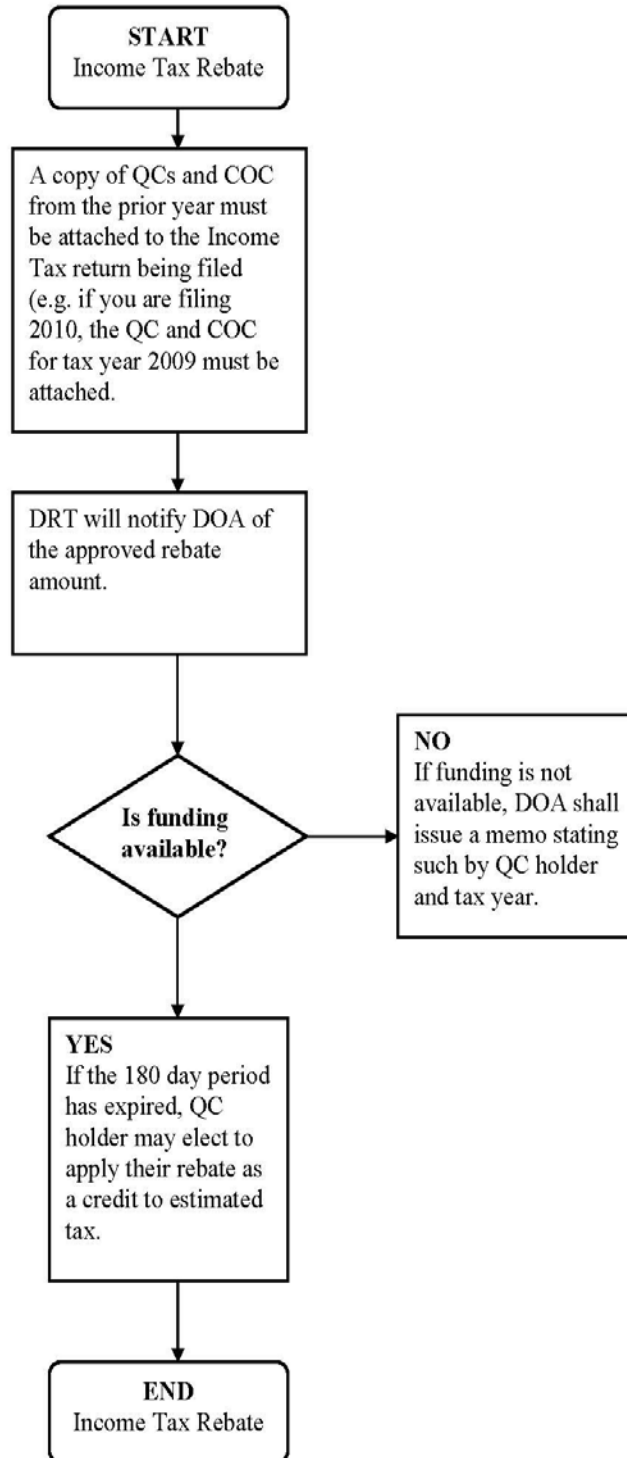 START
Income Tax Rebate
A copy of QCs and COC
from the prior year must
be attached to the Income
Tax return being filed
(e.g. if you are filing
2010, the QC and COC
for tax year 2009 must be
attached.
DRT will notify DOA of
the approved rebate
amount.
Is funding
available?
NO
If funding is not
available, DOA shall
issue a memo stating
such by QC holder
and tax year.
YES
If the 180 day period
has expired, QC
holder may elect to
apply their rebate as
a credit to estimated
tax.
END
Income Tax Rebate